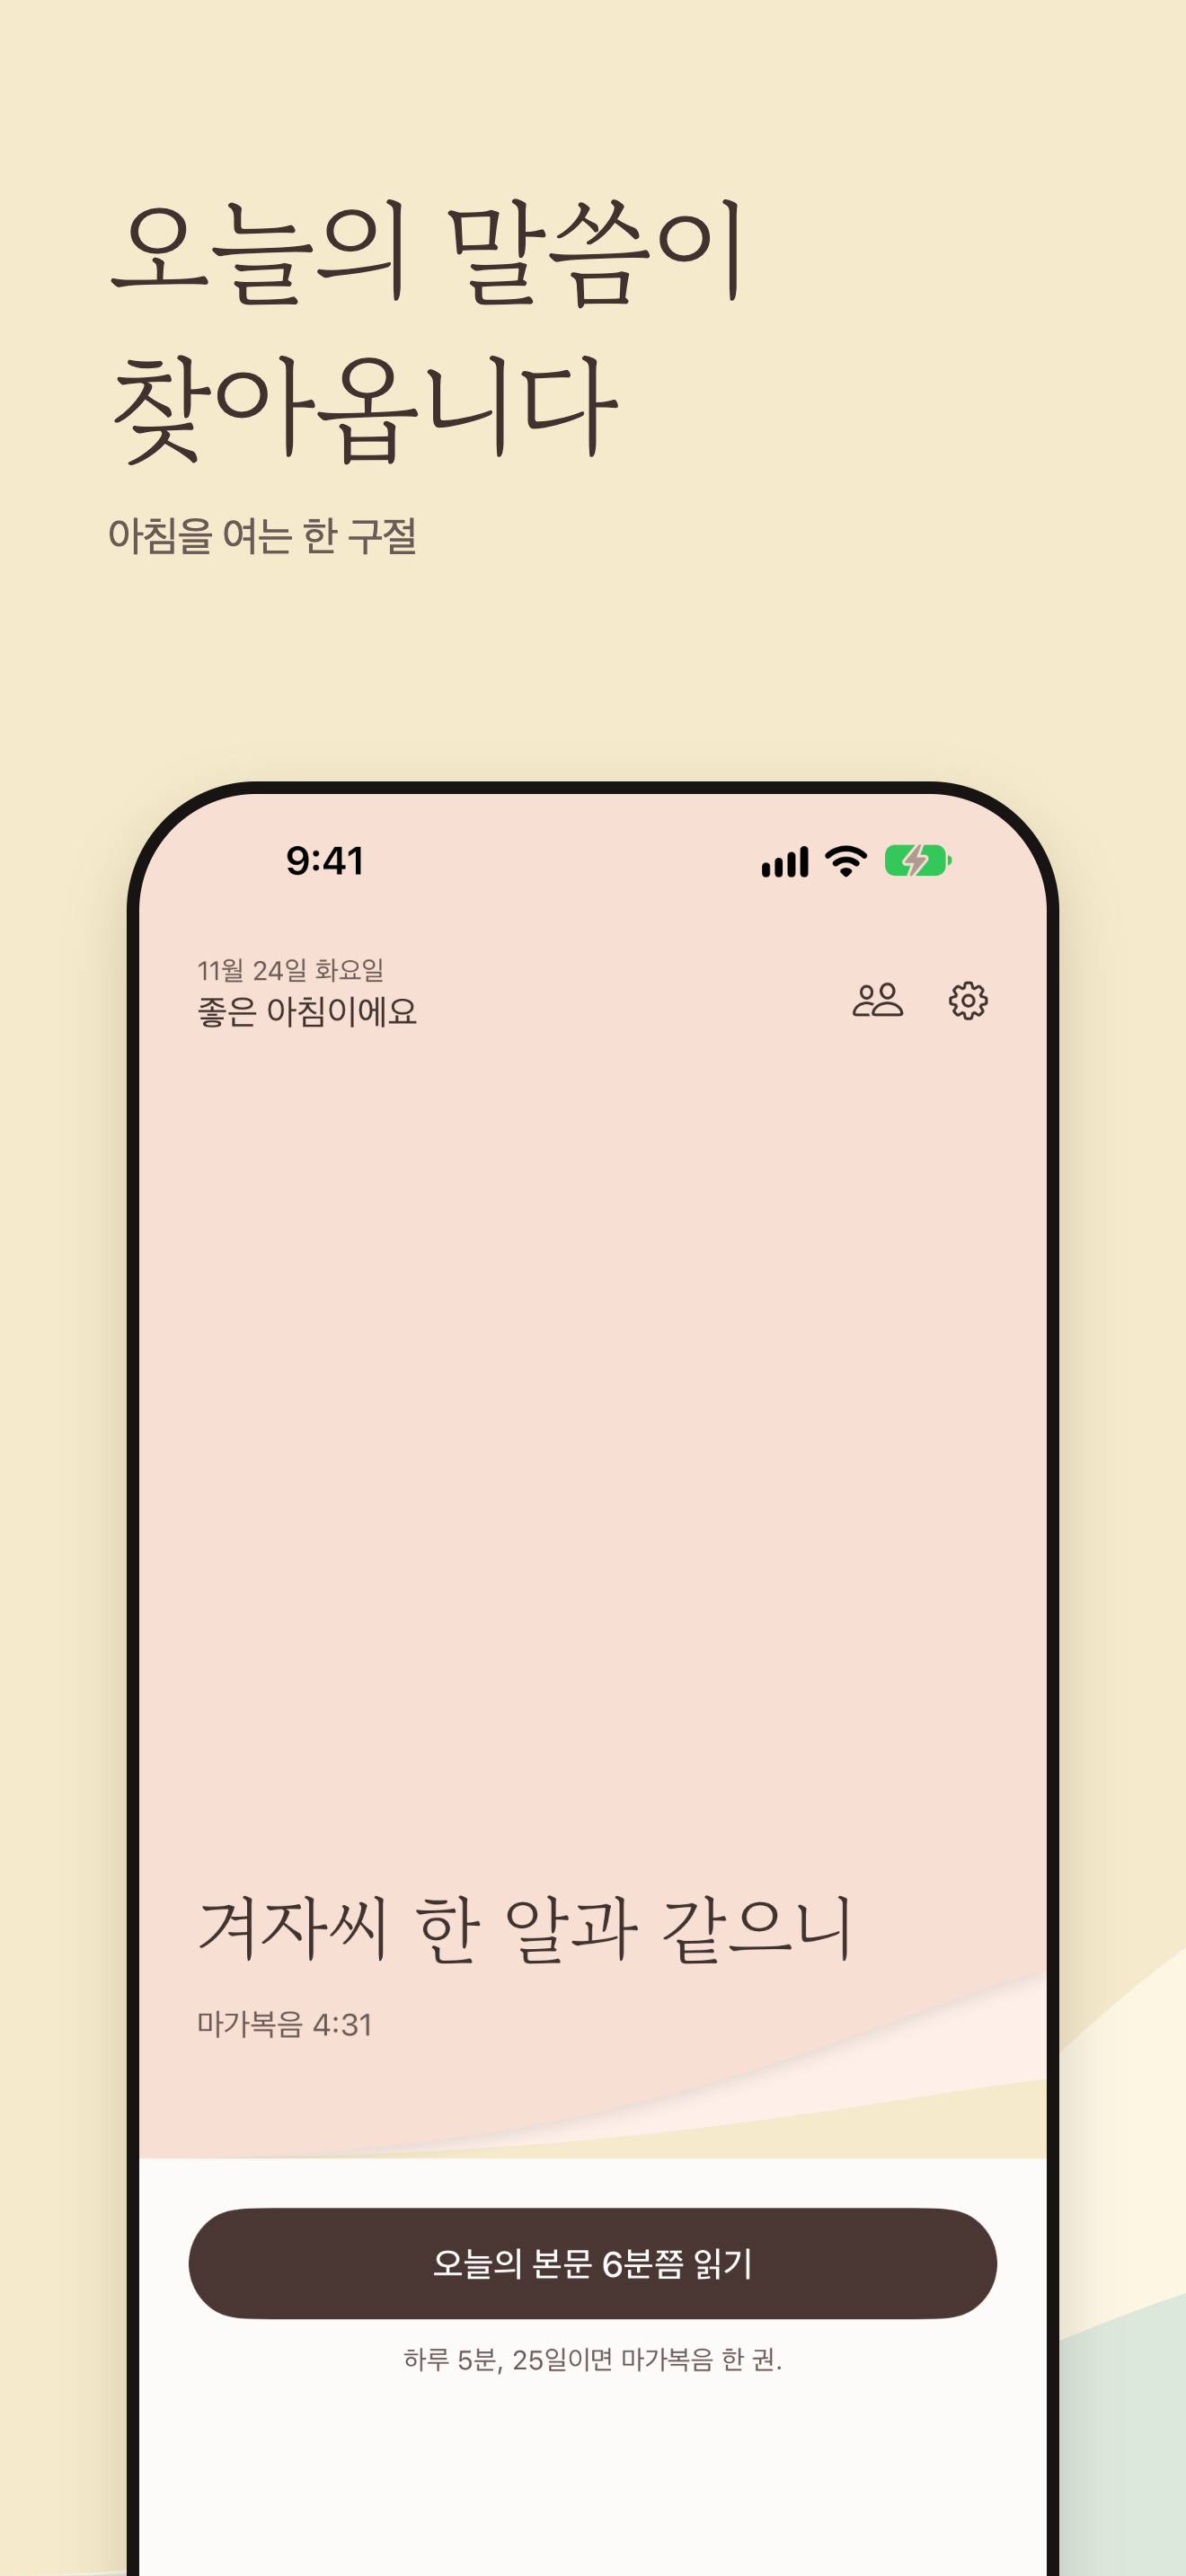 오늘의 말씀이
찾아옵니다
아침을 여는 한 구절
9:41
11월 24일 화요일
좋은 아침이에요
겨자씨 한 알과 같으니
마가복음 4:31
오늘의 본문 6분쯤 읽기
하루 5분, 25일이면 마가복음 한 권.